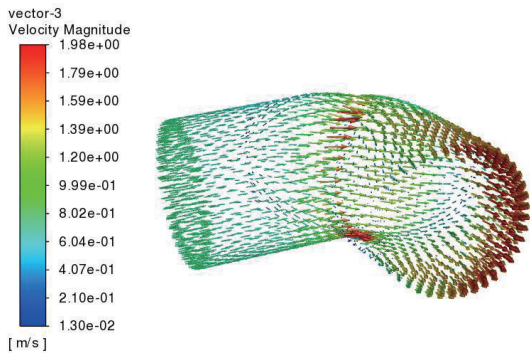 vector-3
Velocity Magnitude
1.98e+00
1.79e+00
1.59e+00
1.39e+00
1.20e+00
9.99e-01
8.02e-01
6.04e-01
4.07e-01
2.10e-01
1.30e-02
[ m/s ]